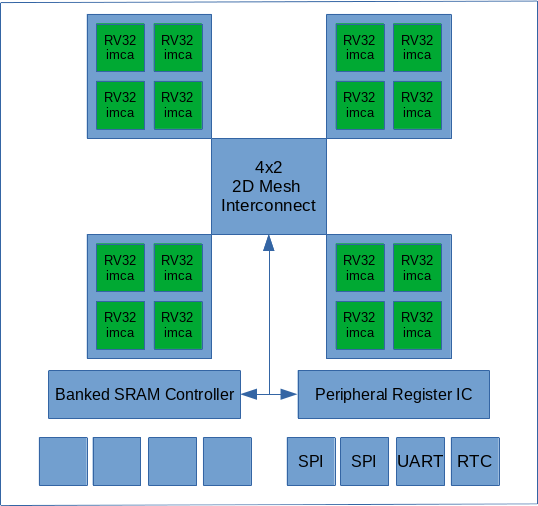 RV32 RV32 RV32 RV32
imca imca imca imca
RV32 RV32 RV32 RV32
imca imca imca imca
4x2
2D Mesh
Interconnect
RV32 RV32 RV32 RV32
imca imca imca imca
RV32 RV32 RV32 RV32
imca imca imca imca
Banked SRAM Controller
Peripheral Register IC
SPI SPI UART RTC